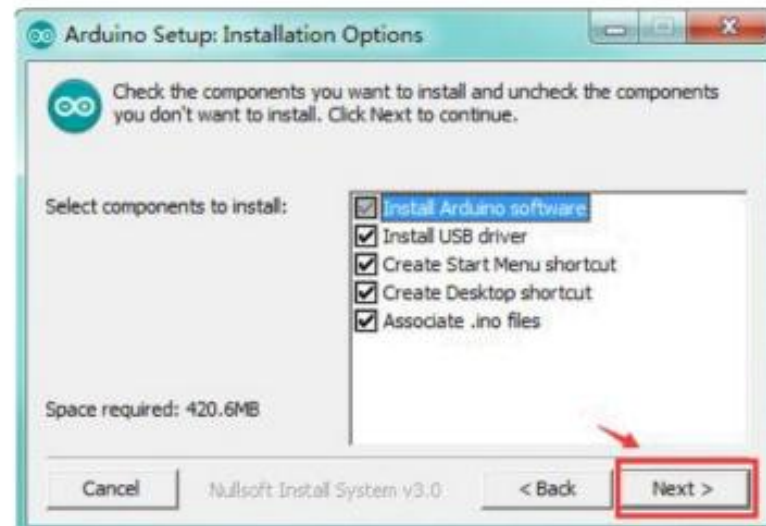 Arduino Setup: Installation Options
Check the components you want to install and uncheck the components
you don't want to install. Click Next to continue.
Select components to install:
Install Arduino software
Install USB driver
Create Start Menu shortcut
Create Desktop shortcut
Associate .ino files
Space required: 420.6MB
Cancel
Nullsoft Install System v3.0
< Back
Next >